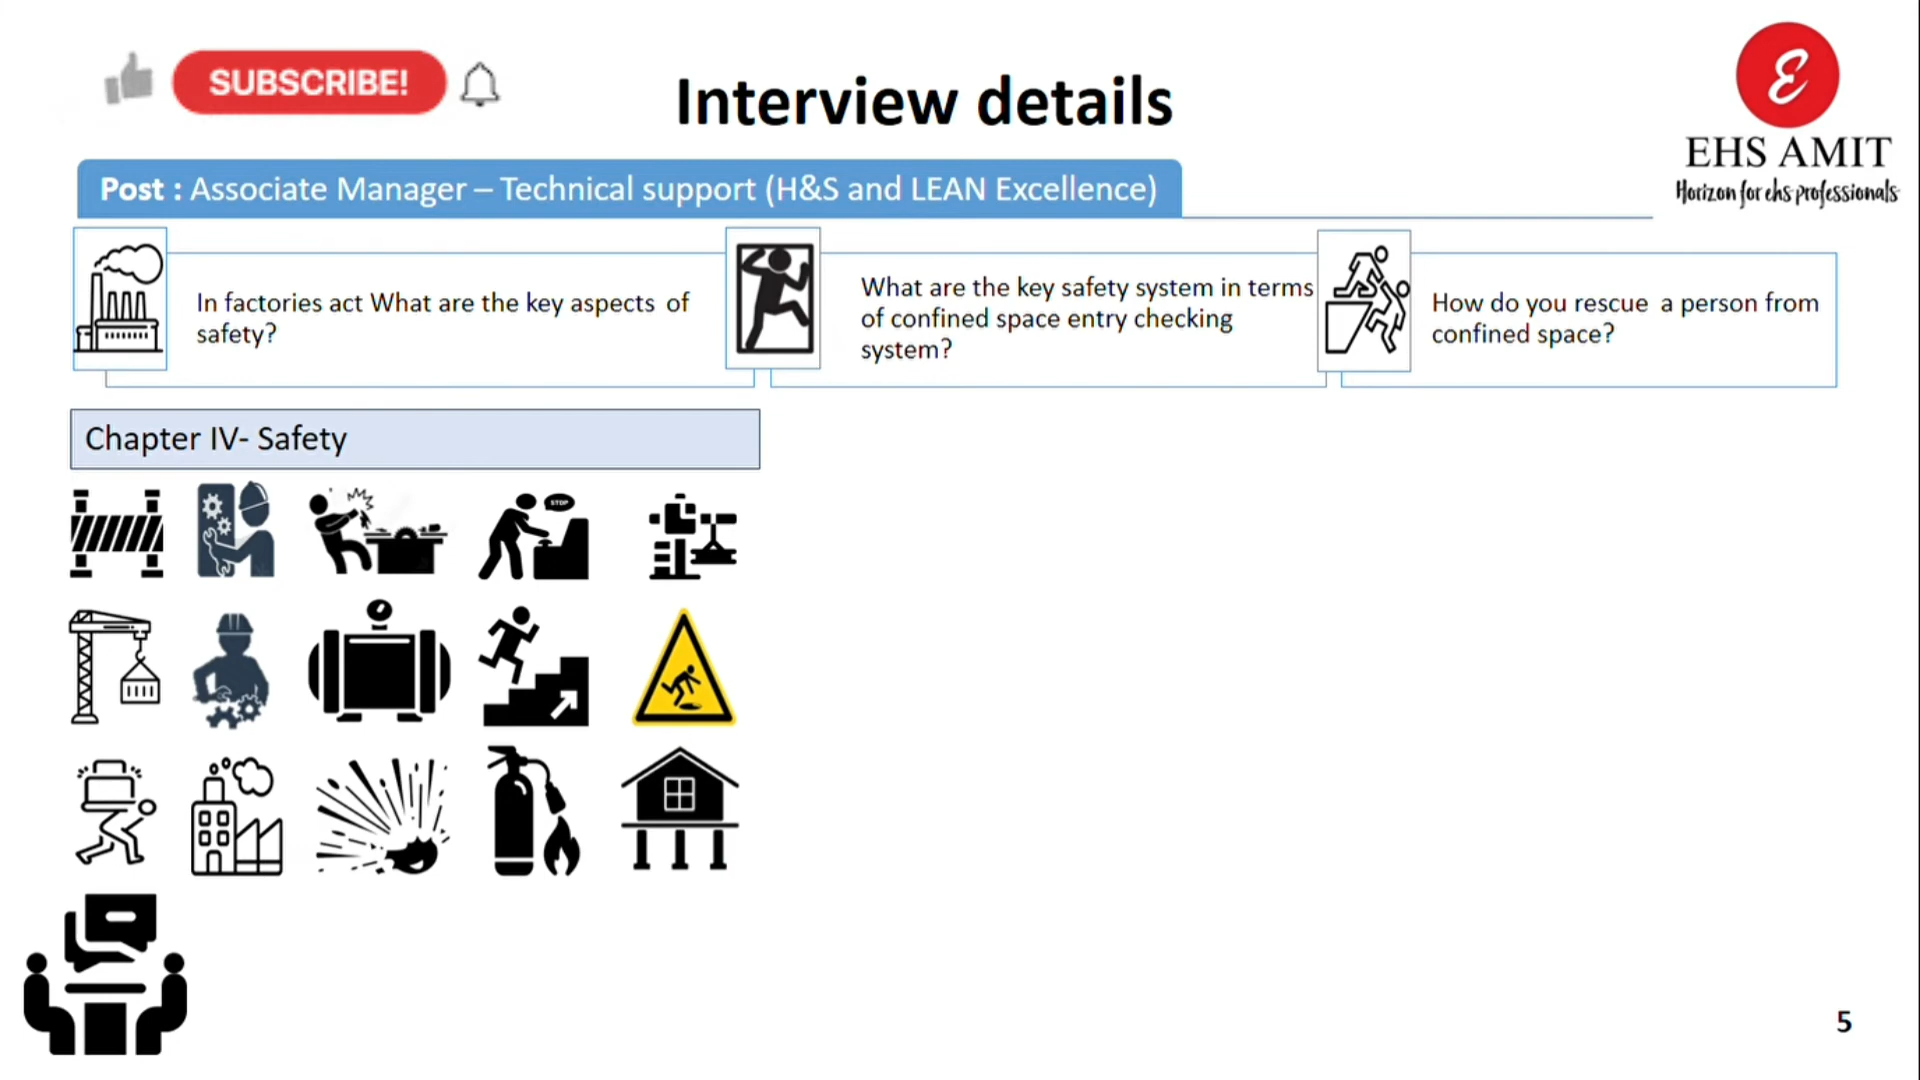 SUBSCRIBE!
Interview details
EHS AMIT
Horizon for ehs professionals
Post : Associate Manager – Technical support (H&S and LEAN Excellence)
In factories act What are the key aspects of
safety?
What are the key safety system in terms
of confined space entry checking
system?
How do you rescue a person from
confined space?
Chapter IV- Safety
STOP
5